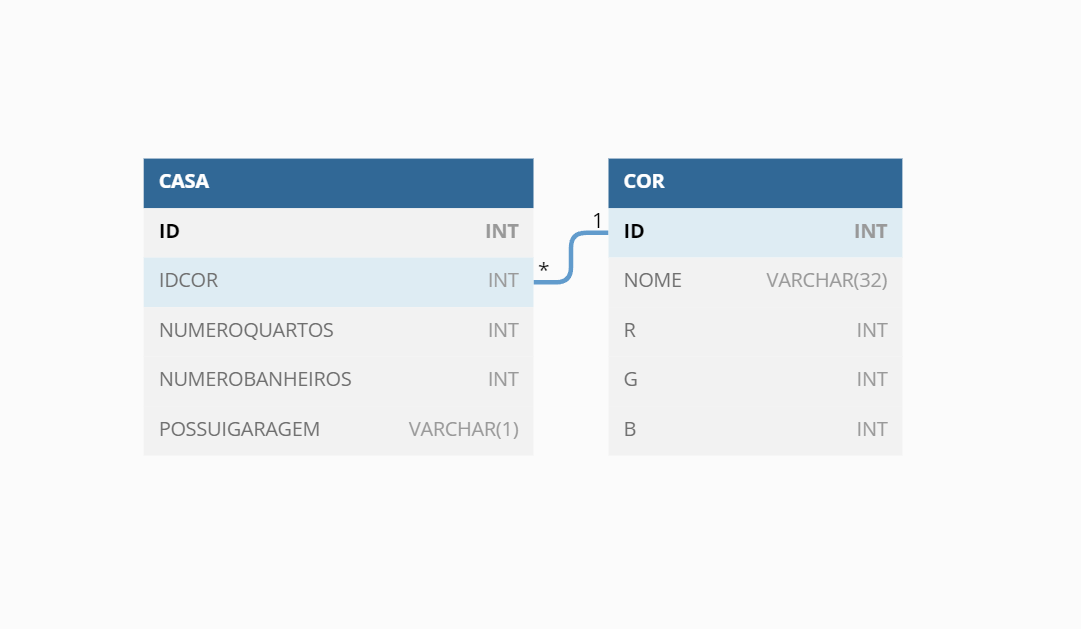 CASA
ID INT
IDCOR INT
NUMEROQUARTOS INT
NUMEROBANHEIROS INT
POSSUIGARAGEM VARCHAR(1)
* 1
COR
ID INT
NOME VARCHAR(32)
R INT
G INT
B INT